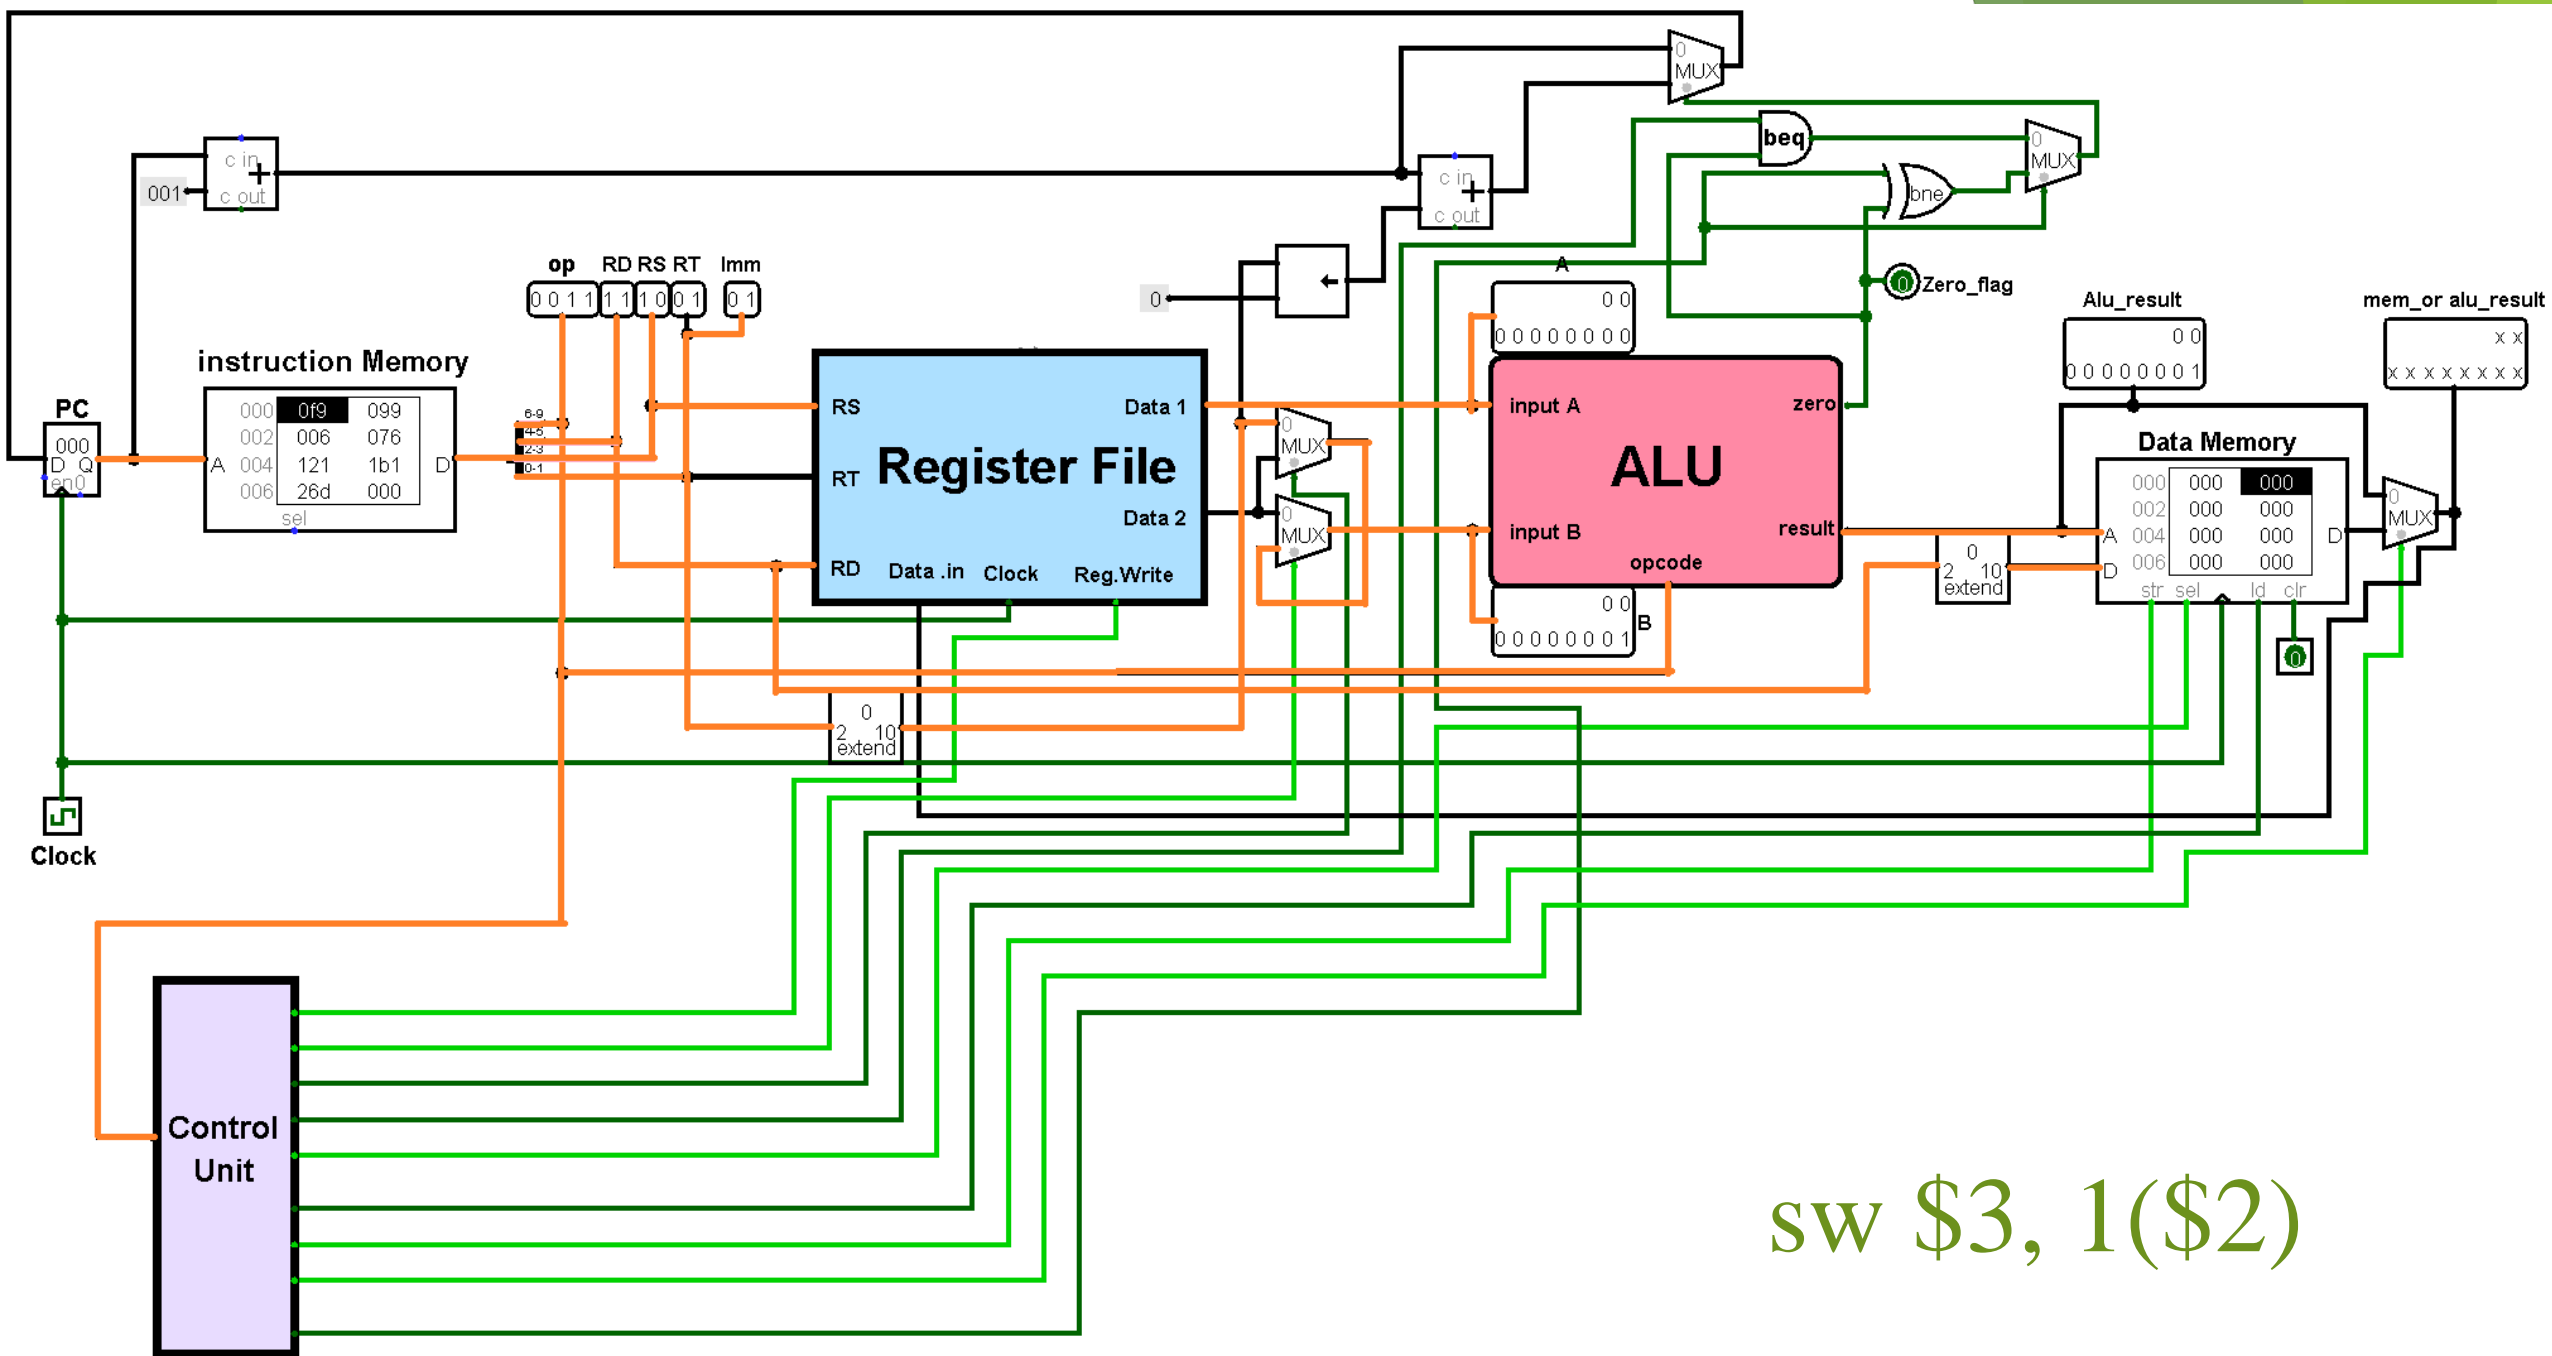 0
MUX
c in
+
c out
001
beq
0
MUX
bne
c in
+
c out
op RD RS RT Imm
0 0 1 1 1 1 1 0 0 1 0 1
0
A
0 0
0 0 0 0 0 0 0 0
0 Zero_flag
Alu_result
0 0
0 0 0 0 0 0 0 1
mem_or alu_result
x x
x x x x x x x x
instruction Memory
000 0f9 099
002 006 076
004 121 1b1
006 26d 000
A
D
sel
PC
000
D Q
en0
6-9
4-5
2-3
0-1
RS
Data 1
Register File
RT
Data 2
RD
Data .in Clock Reg.Write
0
MUX
0
MUX
input A
zero
ALU
input B
result
opcode
0 0
0 0 0 0 0 0 0 1
B
0
2 10
extend
Data Memory
000 000 000
002 000 000
004 000 000
006 000 000
A
D
D
str sel ld clr
0
MUX
0
0
2 10
extend
Clock
Control
Unit
sw $3, 1($2)